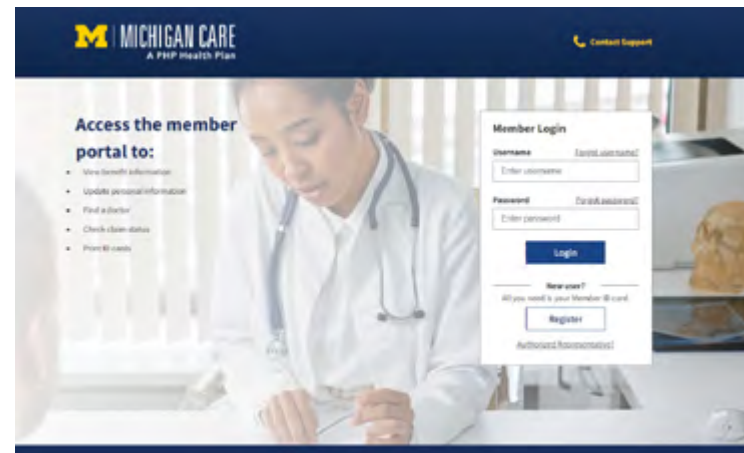 M | MICHIGAN CARE
A PHP Health Plan
Contact Support
Access the member
portal to:
• View benefit information
• Update personal information
• Find a doctor
• Check claim status
• Print ID cards
Member Login
Username Forgot username?
Enter username
Password Forgot password?
Enter password
Login
New user?
All you need is your Member ID card.
Register
Authorized Representative?